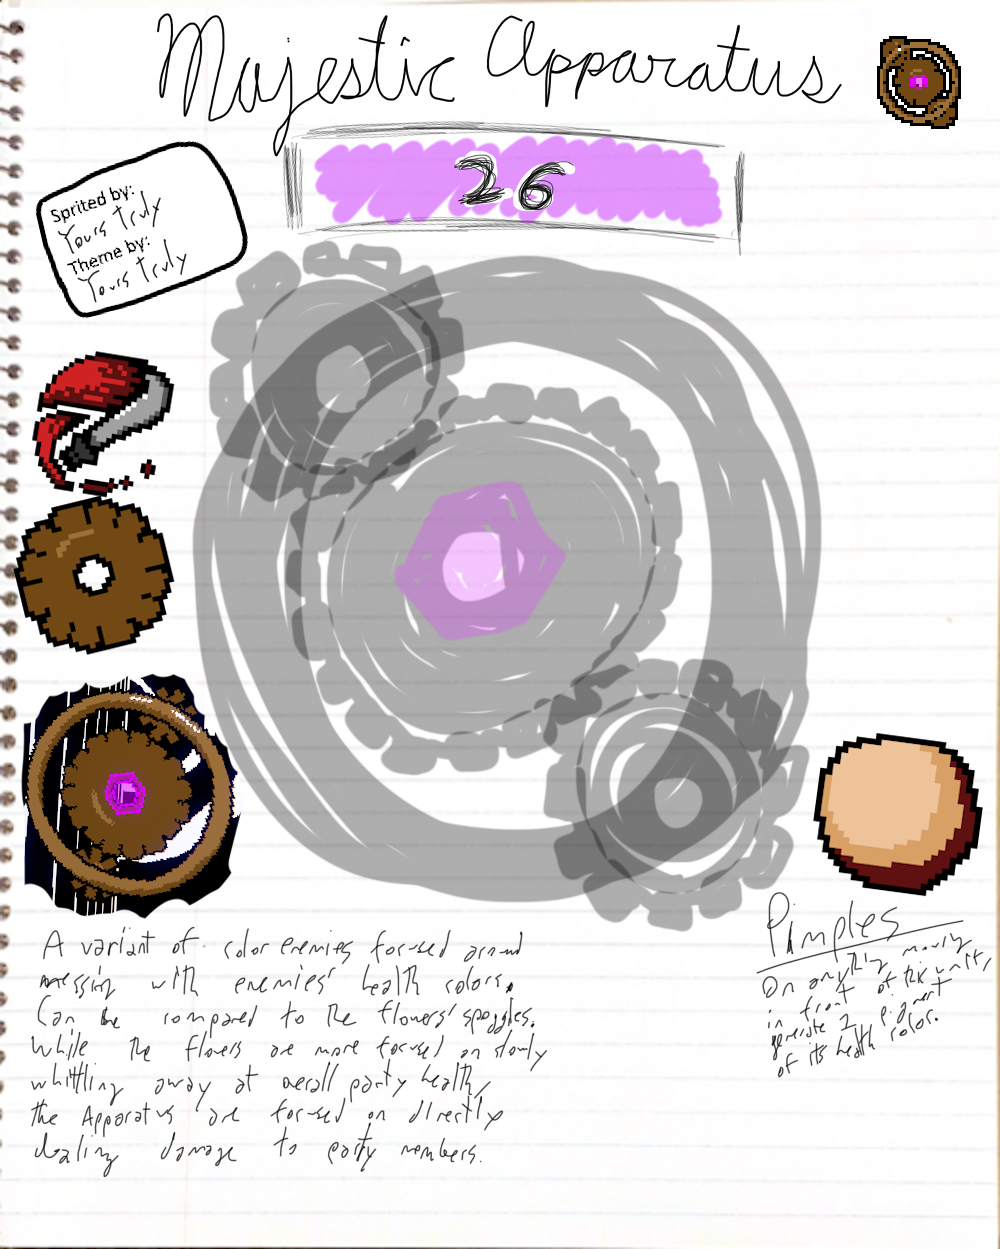 Majestic Apparatus
26
Sprited by:
Yours Truly
Theme by:
Yours Truly
A variant of color enemies focused around
messing with enemies' health colors.
Can be compared to the flowers' spoggles.
While the flowers are more focused on slowly
whittling away at overall party health,
the Apparatus are focused on directly
dealing damage to party members.
Pimples
On anything moving
in front of this unit,
generate 2 pigment
of its health color.